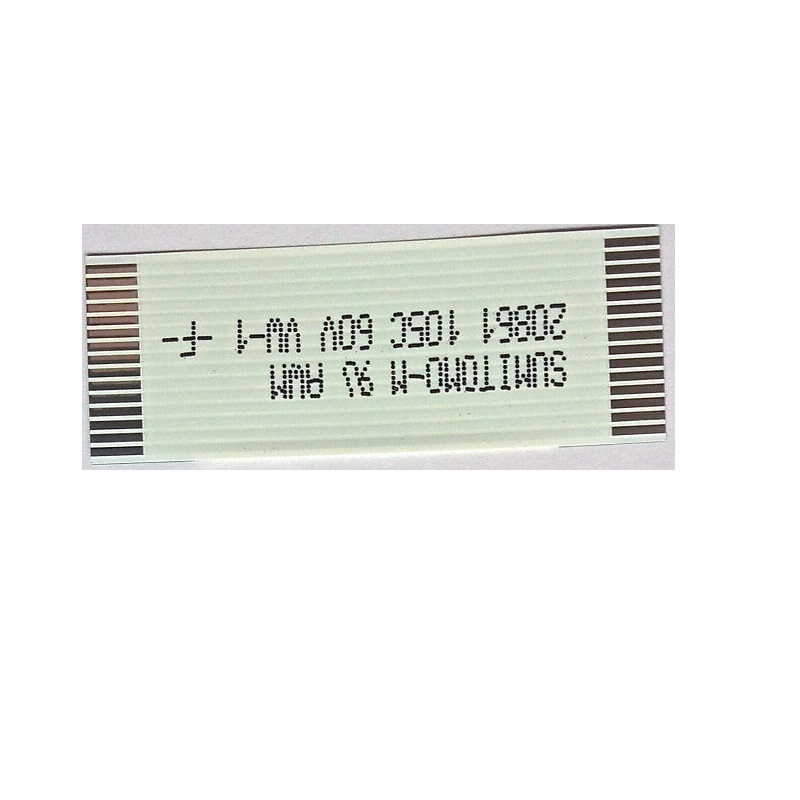 SUMITOMO-M AWM
20861 105C 60V VW-1 -F-